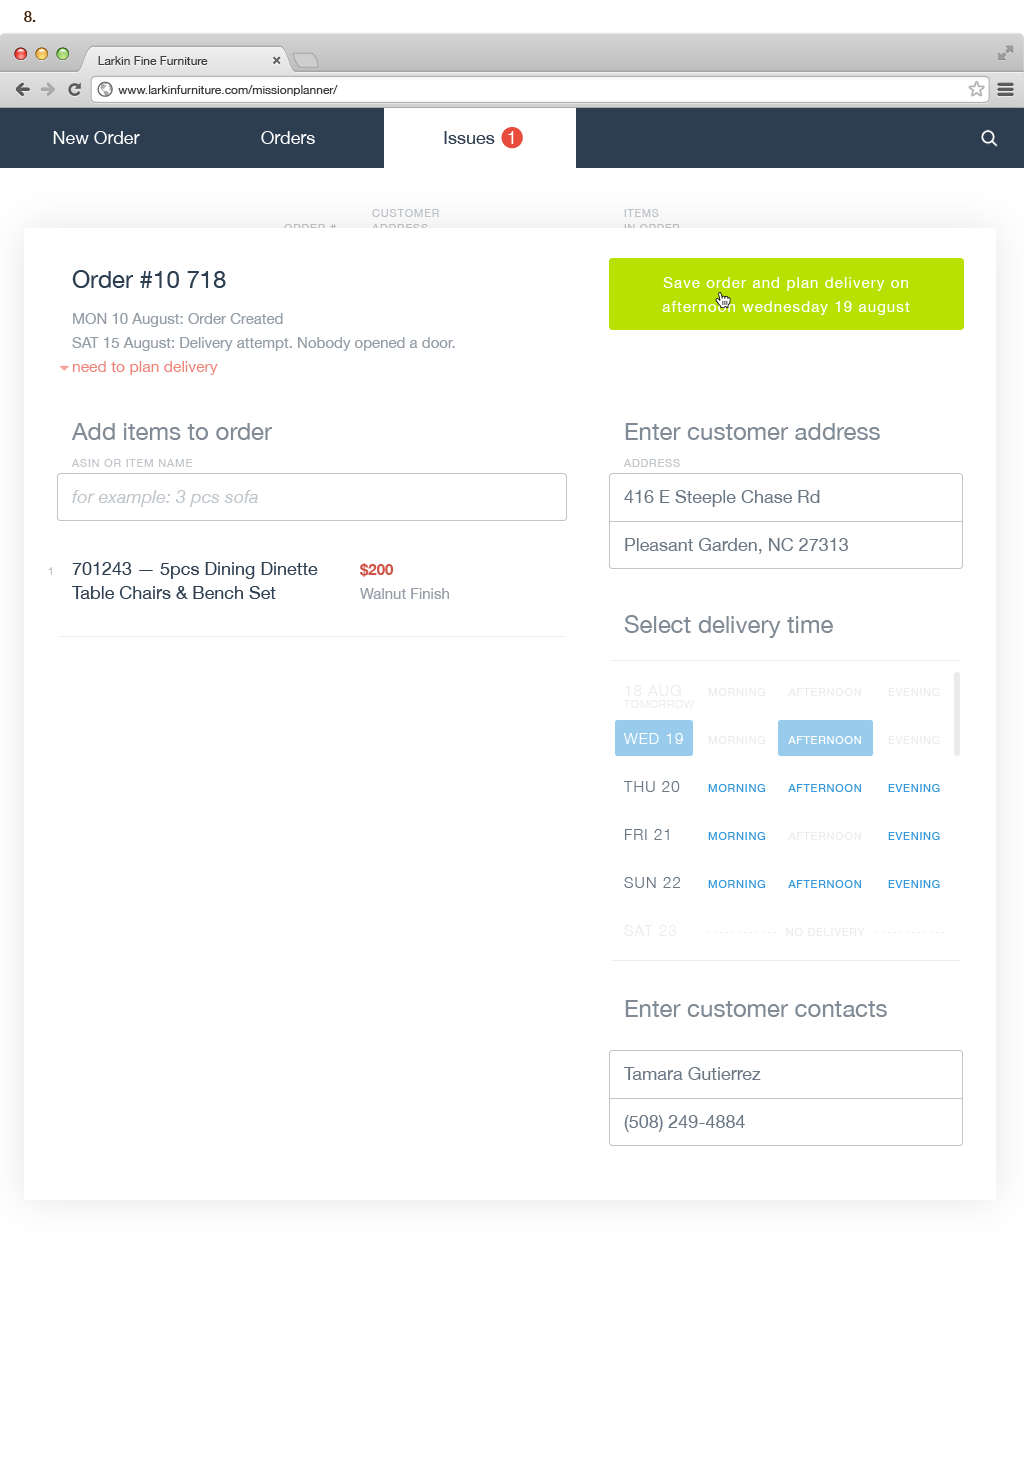 8.
Larkin Fine Furniture
www.larkinfurniture.com/missionplanner/
New Order
Orders
Issues 1
CUSTOMER
ITEMS
ORDER #
ADDRESS
IN ORDER
Order #10 718
MON 10 August: Order Created
SAT 15 August: Delivery attempt. Nobody opened a door.
need to plan delivery
Save order and plan delivery on
afternoon wednesday 19 august
Add items to order
ASIN OR ITEM NAME
for example: 3 pcs sofa
1
701243 — 5pcs Dining Dinette
Table Chairs & Bench Set
$200
Walnut Finish
Enter customer address
ADDRESS
416 E Steeple Chase Rd
Pleasant Garden, NC 27313
Select delivery time
18 AUG MORNING AFTERNOON EVENING
TOMORROW
WED 19 MORNING AFTERNOON EVENING
THU 20 MORNING AFTERNOON EVENING
FRI 21 MORNING AFTERNOON EVENING
SUN 22 MORNING AFTERNOON EVENING
SAT 23 NO DELIVERY
Enter customer contacts
Tamara Gutierrez
(508) 249-4884